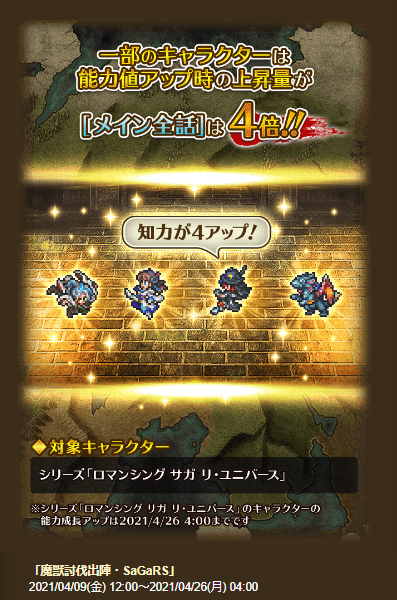 一部のキャラクターは
能力値アップ時の上昇量が
[メイン全話]は4倍!!
知力が4アップ!
◆対象キャラクター
シリーズ「ロマンシング サガ リ・ユニバース」
※シリーズ「ロマンシング リガ リ・ユニバース」のキャラクターの
能力成長アップは2021/4/26 4:00までです
「魔獣討伐出陣・SaGaRS」
2021/04/09(金) 12:00～2021/04/26(月) 04:00